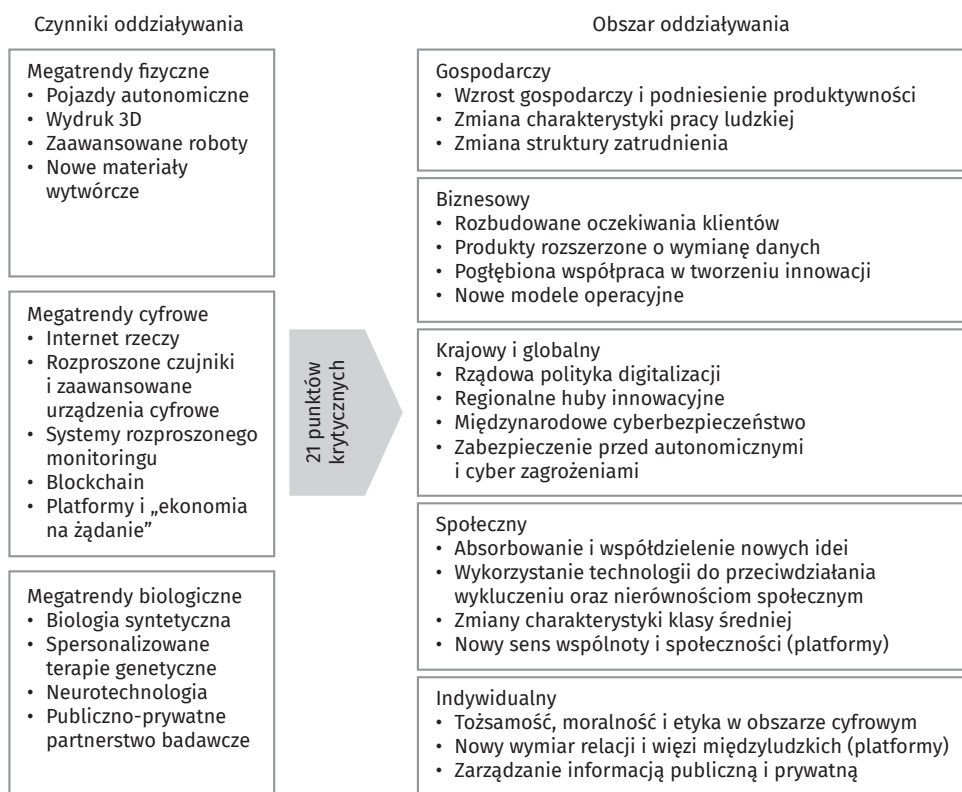 Czynniki oddziaływania
Megatrendy fizyczne
• Pojazdy autonomiczne
• Wydruk 3D
• Zaawansowane roboty
• Nowe materiały
wytwórcze
Megatrendy cyfrowe
• Internet rzeczy
• Rozproszone czujniki
i zaawansowane
urządzenia cyfrowe
• Systemy rozproszonego
monitoringu
• Blockchain
• Platformy i „ekonomia
na żądanie”
Megatrendy biologiczne
• Biologia syntetyczna
• Spersonalizowane
terapie genetyczne
• Neurotechnologia
• Publiczno-prywatne
partnerstwo badawcze
21 punktów
krytycznych
Obszar oddziaływania
Gospodarczy
• Wzrost gospodarczy i podniesienie produktywności
• Zmiana charakterystyki pracy ludzkiej
• Zmiana struktury zatrudnienia
Biznesowy
• Rozbudowane oczekiwania klientów
• Produkty rozszerzone o wymianę danych
• Pogłębiona współpraca w tworzeniu innowacji
• Nowe modele operacyjne
Krajowy i globalny
• Rządowa polityka digitalizacji
• Regionalne huby innowacyjne
• Międzynarodowe cyberbezpieczeństwo
• Zabezpieczenie przed autonomicznymi
i cyber zagrożeniami
Społeczny
• Absorbowanie i współdzielenie nowych idei
• Wykorzystanie technologii do przeciwdziałania
wykluczeniu oraz nierównościom społecznym
• Zmiany charakterystyki klasy średniej
• Nowy sens wspólnoty i społeczności (platformy)
Indywidualny
• Tożsamość, moralność i etyka w obszarze cyfrowym
• Nowy wymiar relacji i więzi międzyludzkich (platformy)
• Zarządzanie informacją publiczną i prywatną